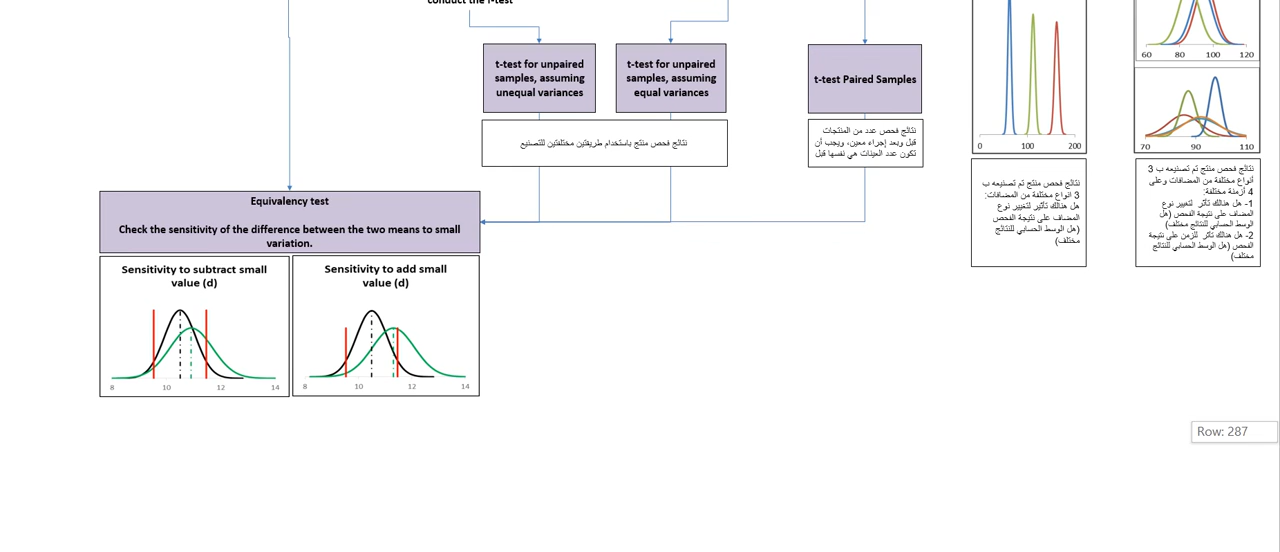 conduct the f-test
t-test for unpaired
samples, assuming
unequal variances
t-test for unpaired
samples, assuming
equal variances
t-test Paired Samples
نتائج فحص منتج باستخدام طريقتين مختلفتين للتصنيع
نتائج فحص عدد من المنتجات
قبل وبعد إجراء معين، ويجب أن
تكون عدد العينات هي نفسها قبل
0 100 200
60 80 100 120
70 90 110
نتائج فحص منتج تم تصنيعه ب
3 انواع مختلفة من المضافات:
هل هنالك تأثير لتغيير نوع
المضاف على نتيجة الفحص
(هل الوسط الحسابي للنتائج
مختلف)
نتائج فحص منتج تم تصنيعه ب 3
أنواع مختلفة من المضافات وعلى
4 أزمنة مختلفة:
1- هل هنالك تأثر لتغيير نوع
المضاف على نتيجة الفحص (هل
الوسط الحسابي للنتائج مختلف)
2- هل هنالك تأثر للزمن على نتيجة
الفحص (هل الوسط الحسابي للنتائج
مختلف)
Equivalency test
Check the sensitivity of the difference between the two means to small
variation.
Sensitivity to subtract small
value (d)
8 10 12 14
Sensitivity to add small
value (d)
8 10 12 14
Row: 287